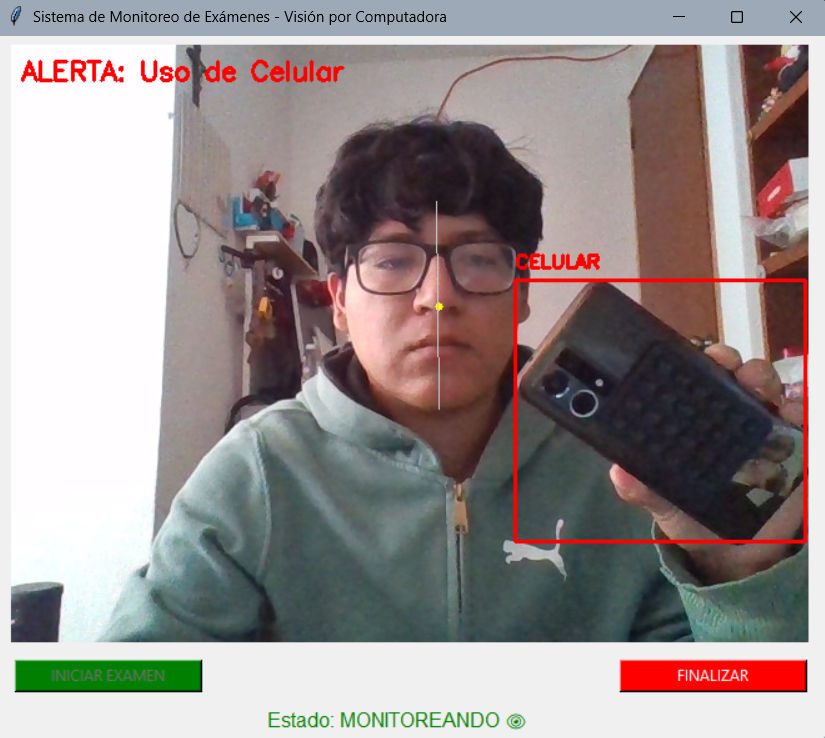 Sistema de Monitoreo de Exámenes - Visión por Computadora
ALERTA: Uso de Celular
CELULAR
INICIAR EXAMEN
FINALIZAR
Estado: MONITOREANDO